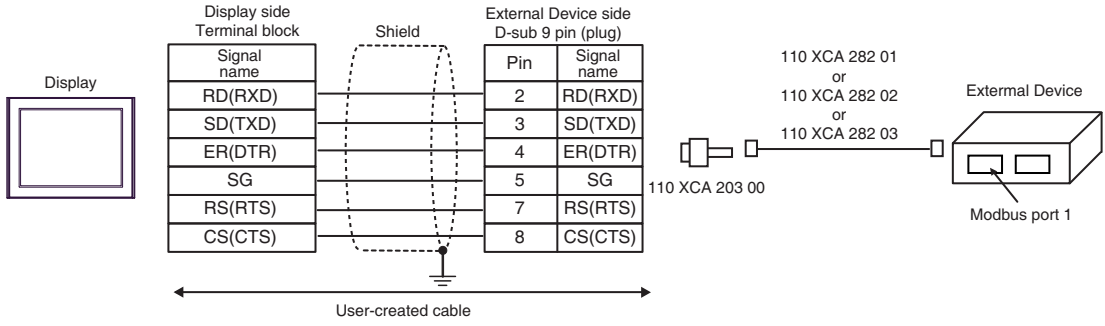 Display
Display side
Terminal block
Shield
External Device side
D-sub 9 pin (plug)
Signal
name
Pin
Signal
name
RD(RXD)
2
RD(RXD)
SD(TXD)
3
SD(TXD)
ER(DTR)
4
ER(DTR)
SG
5
SG
RS(RTS)
7
RS(RTS)
CS(CTS)
8
CS(CTS)
User-created cable
110 XCA 203 00
110 XCA 282 01
or
110 XCA 282 02
or
110 XCA 282 03
External Device
Modbus port 1